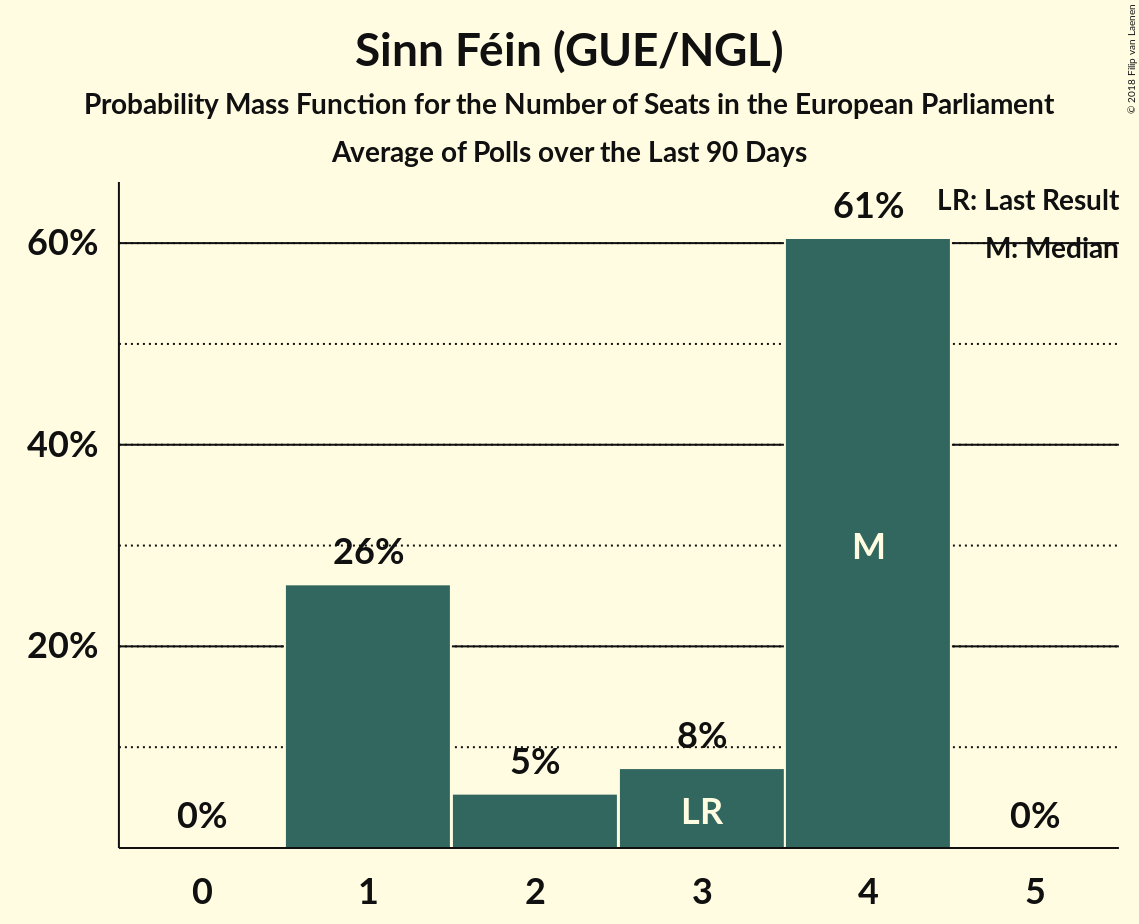 Sinn Féin (GUE/NGL)
Probability Mass Function for the Number of Seats in the European Parliament
Average of Polls over the Last 90 Days
© 2018 Filip van Laenen
LR: Last Result
M: Median
61%
60%
40%
M
26%
20%
8%
5%
LR
0%
0%
0 1 2 3 4 5